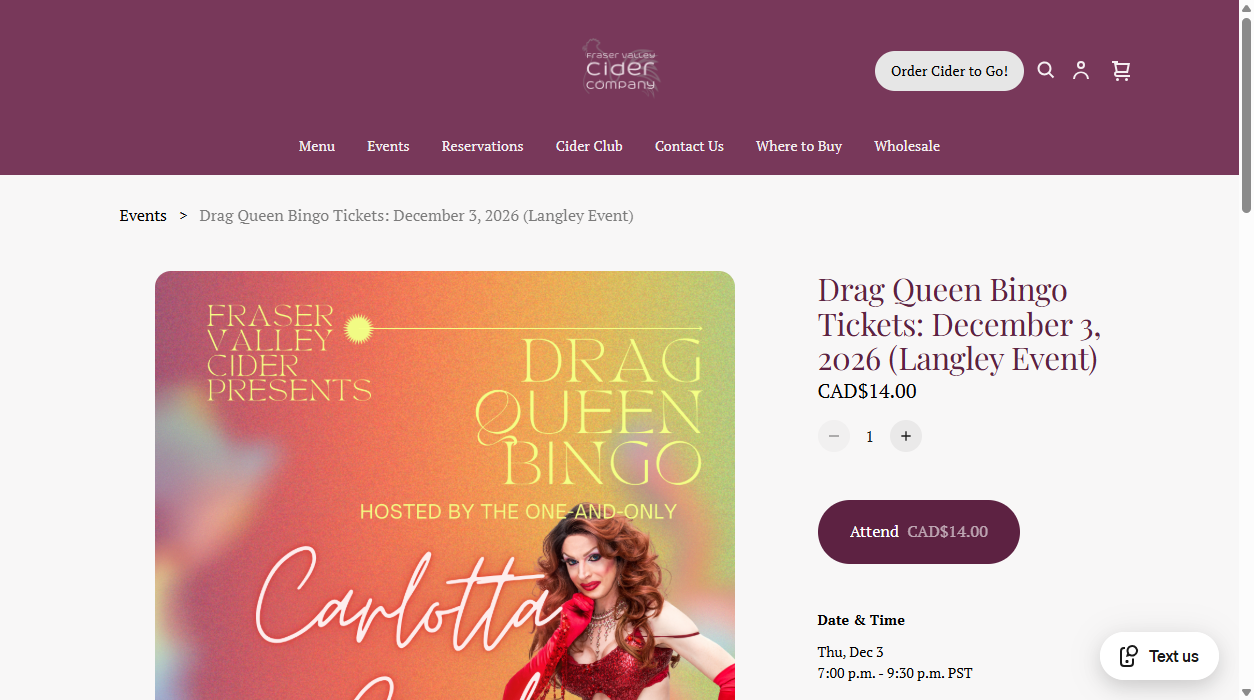 Fraser Valley
cider
company
Order Cider to Go!
Menu
Events
Reservations
Cider Club
Contact Us
Where to Buy
Wholesale
Events > Drag Queen Bingo Tickets: December 3, 2026 (Langley Event)
FRASER
VALLEY
CIDER
PRESENTS
DRAG
QUEEN
BINGO
HOSTED BY THE ONE-AND-ONLY
Carlotta
Drag Queen Bingo
Tickets: December 3,
2026 (Langley Event)
CAD$14.00
− 1 +
Attend CAD$14.00
Date & Time
Thu, Dec 3
7:00 p.m. - 9:30 p.m. PST
Text us